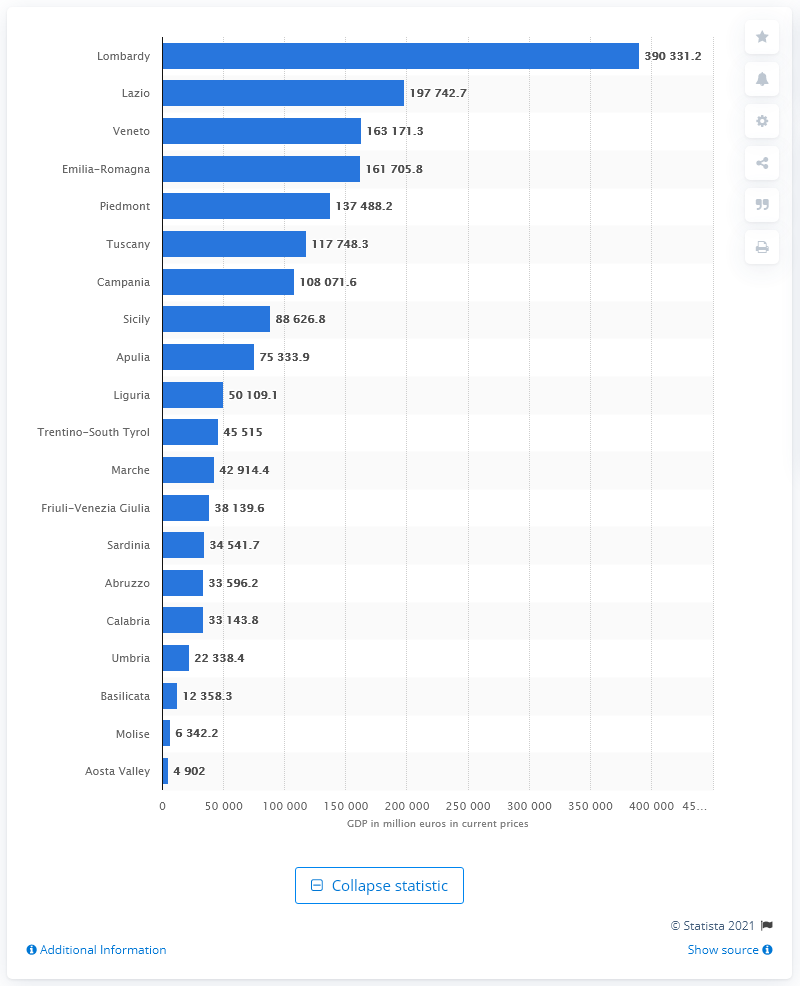 Lombardy 390 331.2
Lazio 197 742.7
Veneto 163 171.3
Emilia-Romagna 161 705.8
Piedmont 137 488.2
Tuscany 117 748.3
Campania 108 071.6
Sicily 88 626.8
Apulia 75 333.9
Liguria 50 109.1
Trentino-South Tyrol 45 515
Marche 42 914.4
Friuli-Venezia Giulia 38 139.6
Sardinia 34 541.7
Abruzzo 33 596.2
Calabria 33 143.8
Umbria 22 338.4
Basilicata 12 358.3
Molise 6 342.2
Aosta Valley 4 902
0 50 000 100 000 150 000 200 000 250 000 300 000 350 000 400 000 45...
GDP in million euros in current prices
Collapse statistic
© Statista 2021
Additional Information Show source